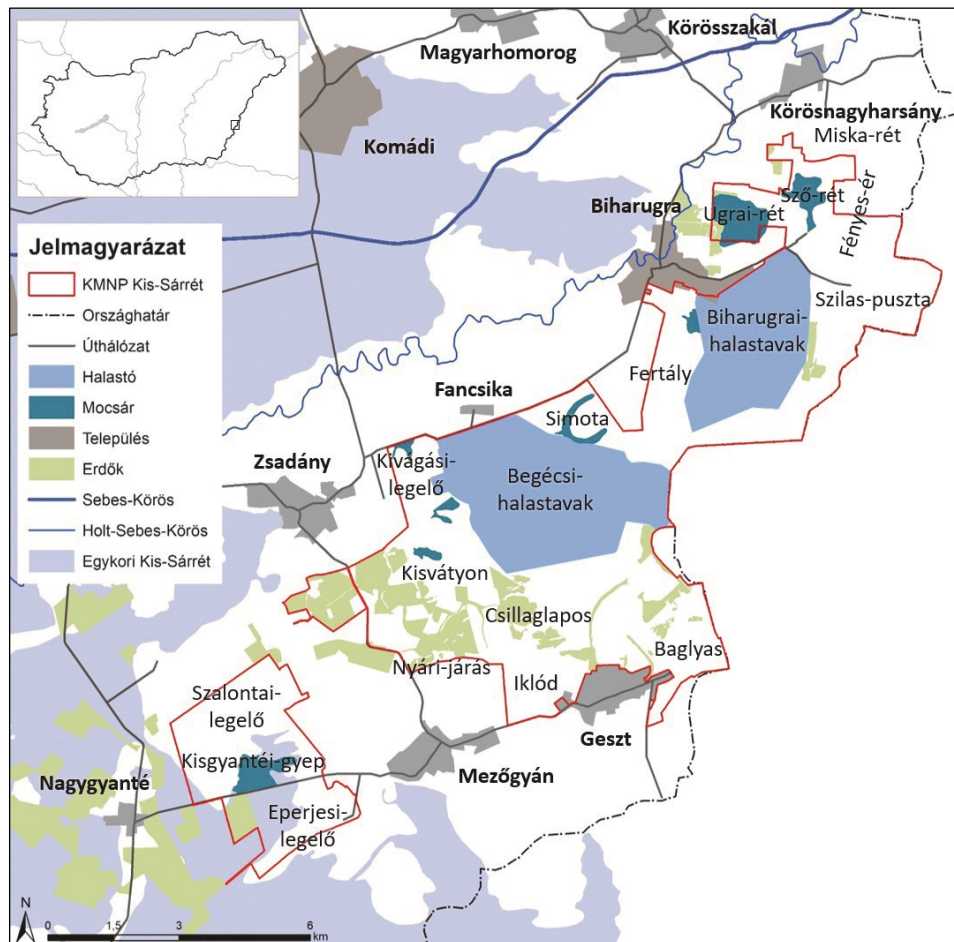 Magyarhomorog
Körösszakál
Komádi
Körösnagyharsány
Miska-rét
Biharugra
Ugrai-rét
Sző-rét
Fényes-ér
Jelmagyarázat
KMNP Kis-Sárrét
Országhatár
Úthálózat
Halastó
Mocsár
Település
Erdők
Sebes-Körös
Holt-Sebes-Körös
Egykori Kis-Sárrét
Szilas-puszta
Biharugrai-
halastavak
Fertály
Fancsika
Simota
Zsadány
Kivágási-
legelő
Begécsi-
halastavak
Kisvátyon
Csillaglapos
Baglyas
Nyári-járás
Iklód
Szalontai-
legelő
Geszt
Kisgyantéi-gyep
Mezőgyán
Nagygyanté
Eperjesi-
legelő
N
0 1,5 3 6
km